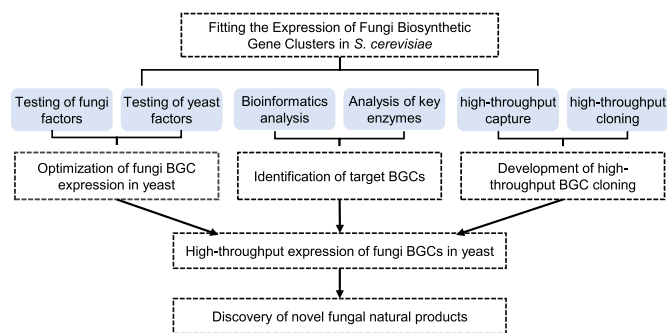 Fitting the Expression of Fungi Biosynthetic
Gene Clusters in S. cerevisiae
Testing of fungi
factors
Testing of yeast
factors
Bioinformatics
analysis
Analysis of key
enzymes
high-throughput
capture
high-throughput
cloning
Optimization of fungi BGC
expression in yeast
Identification of target BGCs
Development of high-
throughput BGC cloning
High-throughput expression of fungi BGCs in yeast
Discovery of novel fungal natural products